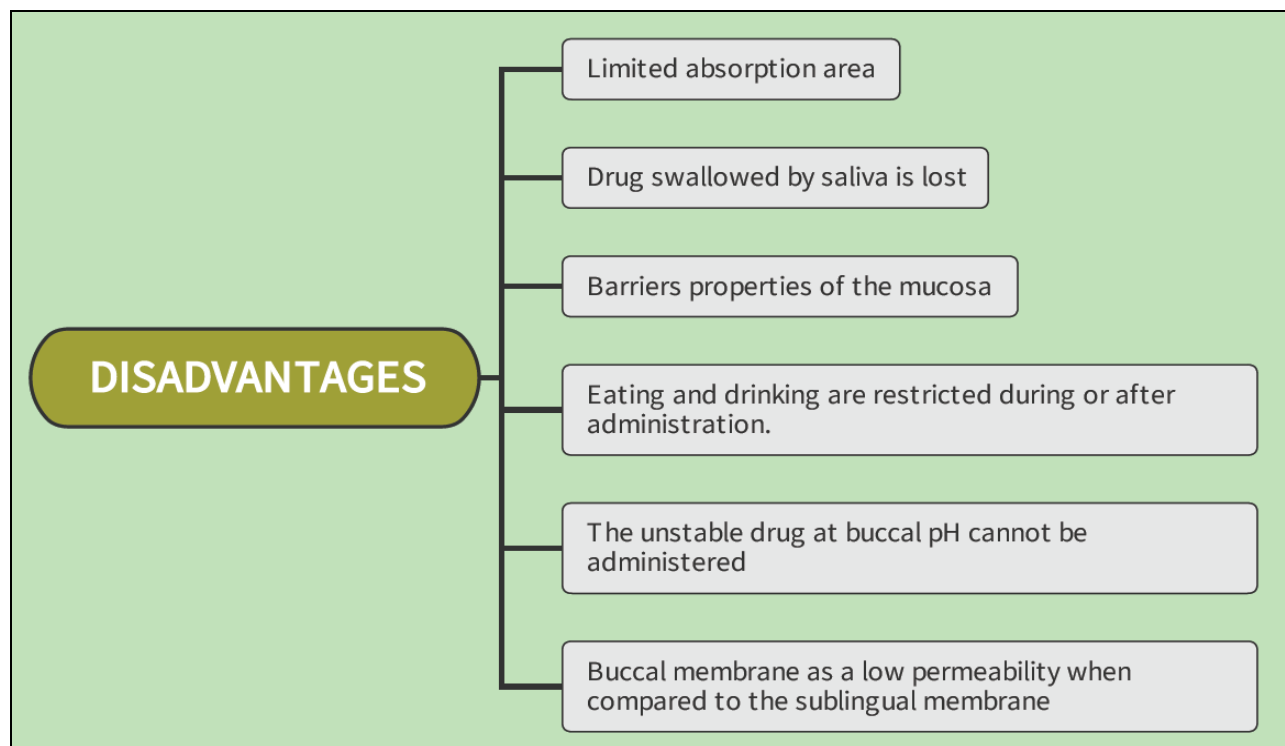 Limited absorption area
Drug swallowed by saliva is lost
Barriers properties of the mucosa
DISADVANTAGES
Eating and drinking are restricted during or after
administration.
The unstable drug at buccal pH cannot be
administered
Buccal membrane as a low permeability when
compared to the sublingual membrane